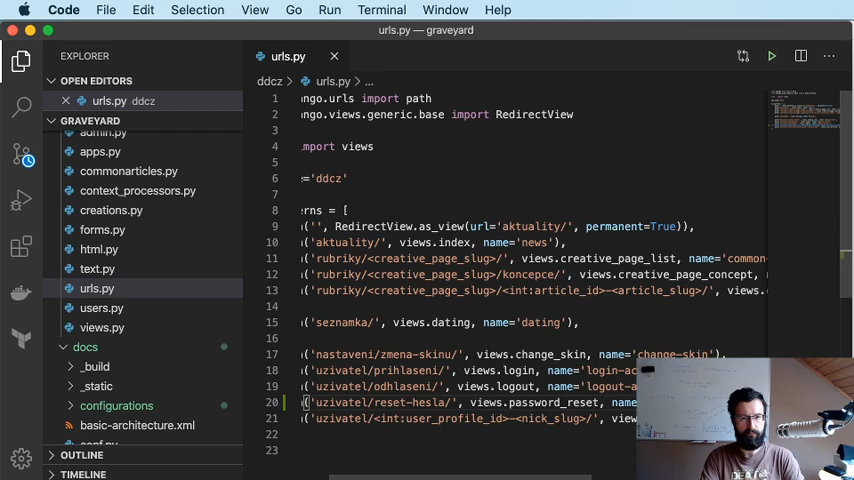 Code File Edit Selection View Go Run Terminal Window Help
urls.py — graveyard
EXPLORER
urls.py
OPEN EDITORS
urls.py ddcz
GRAVEYARD
admin.py
apps.py
commonarticles.py
context_processors.py
creations.py
forms.py
html.py
text.py
urls.py
users.py
views.py
docs
_build
_static
configurations
basic-architecture.xml
conf.py
OUTLINE
TIMELINE
ddcz > urls.py > ...
1 ango.urls import path
2 ango.views.generic.base import RedirectView
3
4 import views
5
6 ='ddcz'
7
8 erns = [
9 ('', RedirectView.as_view(url='aktuality/', permanent=True)),
10 ('aktuality/', views.index, name='news'),
11 ('rubriky/<creative_page_slug>/', views.creative_page_list, name='common-
12 ('rubriky/<creative_page_slug>/koncepce/', views.creative_page_concept, n
13 ('rubriky/<creative_page_slug>/<int:article_id>-<article_slug>/', views.c
14
15 ('seznamka/', views.dating, name='dating'),
16
17 ('nastaveni/zmena-skinu/', views.change_skin, name='change-skin'),
18 ('uzivatel/prihlaseni/', views.login, name='login-ac
19 ('uzivatel/odhlaseni/', views.logout, name='logout-a
20 ('uzivatel/reset-hesla/', views.password_reset, name
21 ('uzivatel/<int:user_profile_id>-<nick_slug>/', view
22
23